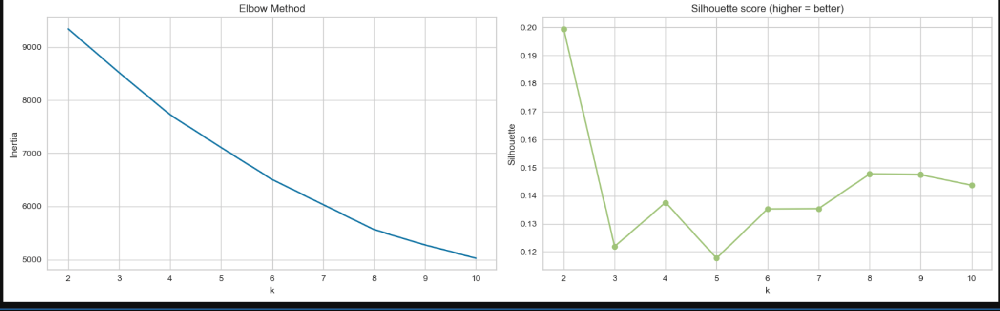 Elbow Method
9000
8000
7000
6000
5000
Inertia
2 3 4 5 6 7 8 9 10
k
Silhouette score (higher = better)
0.20
0.19
0.18
0.17
0.16
0.15
0.14
0.13
0.12
Silhouette
2 3 4 5 6 7 8 9 10
k